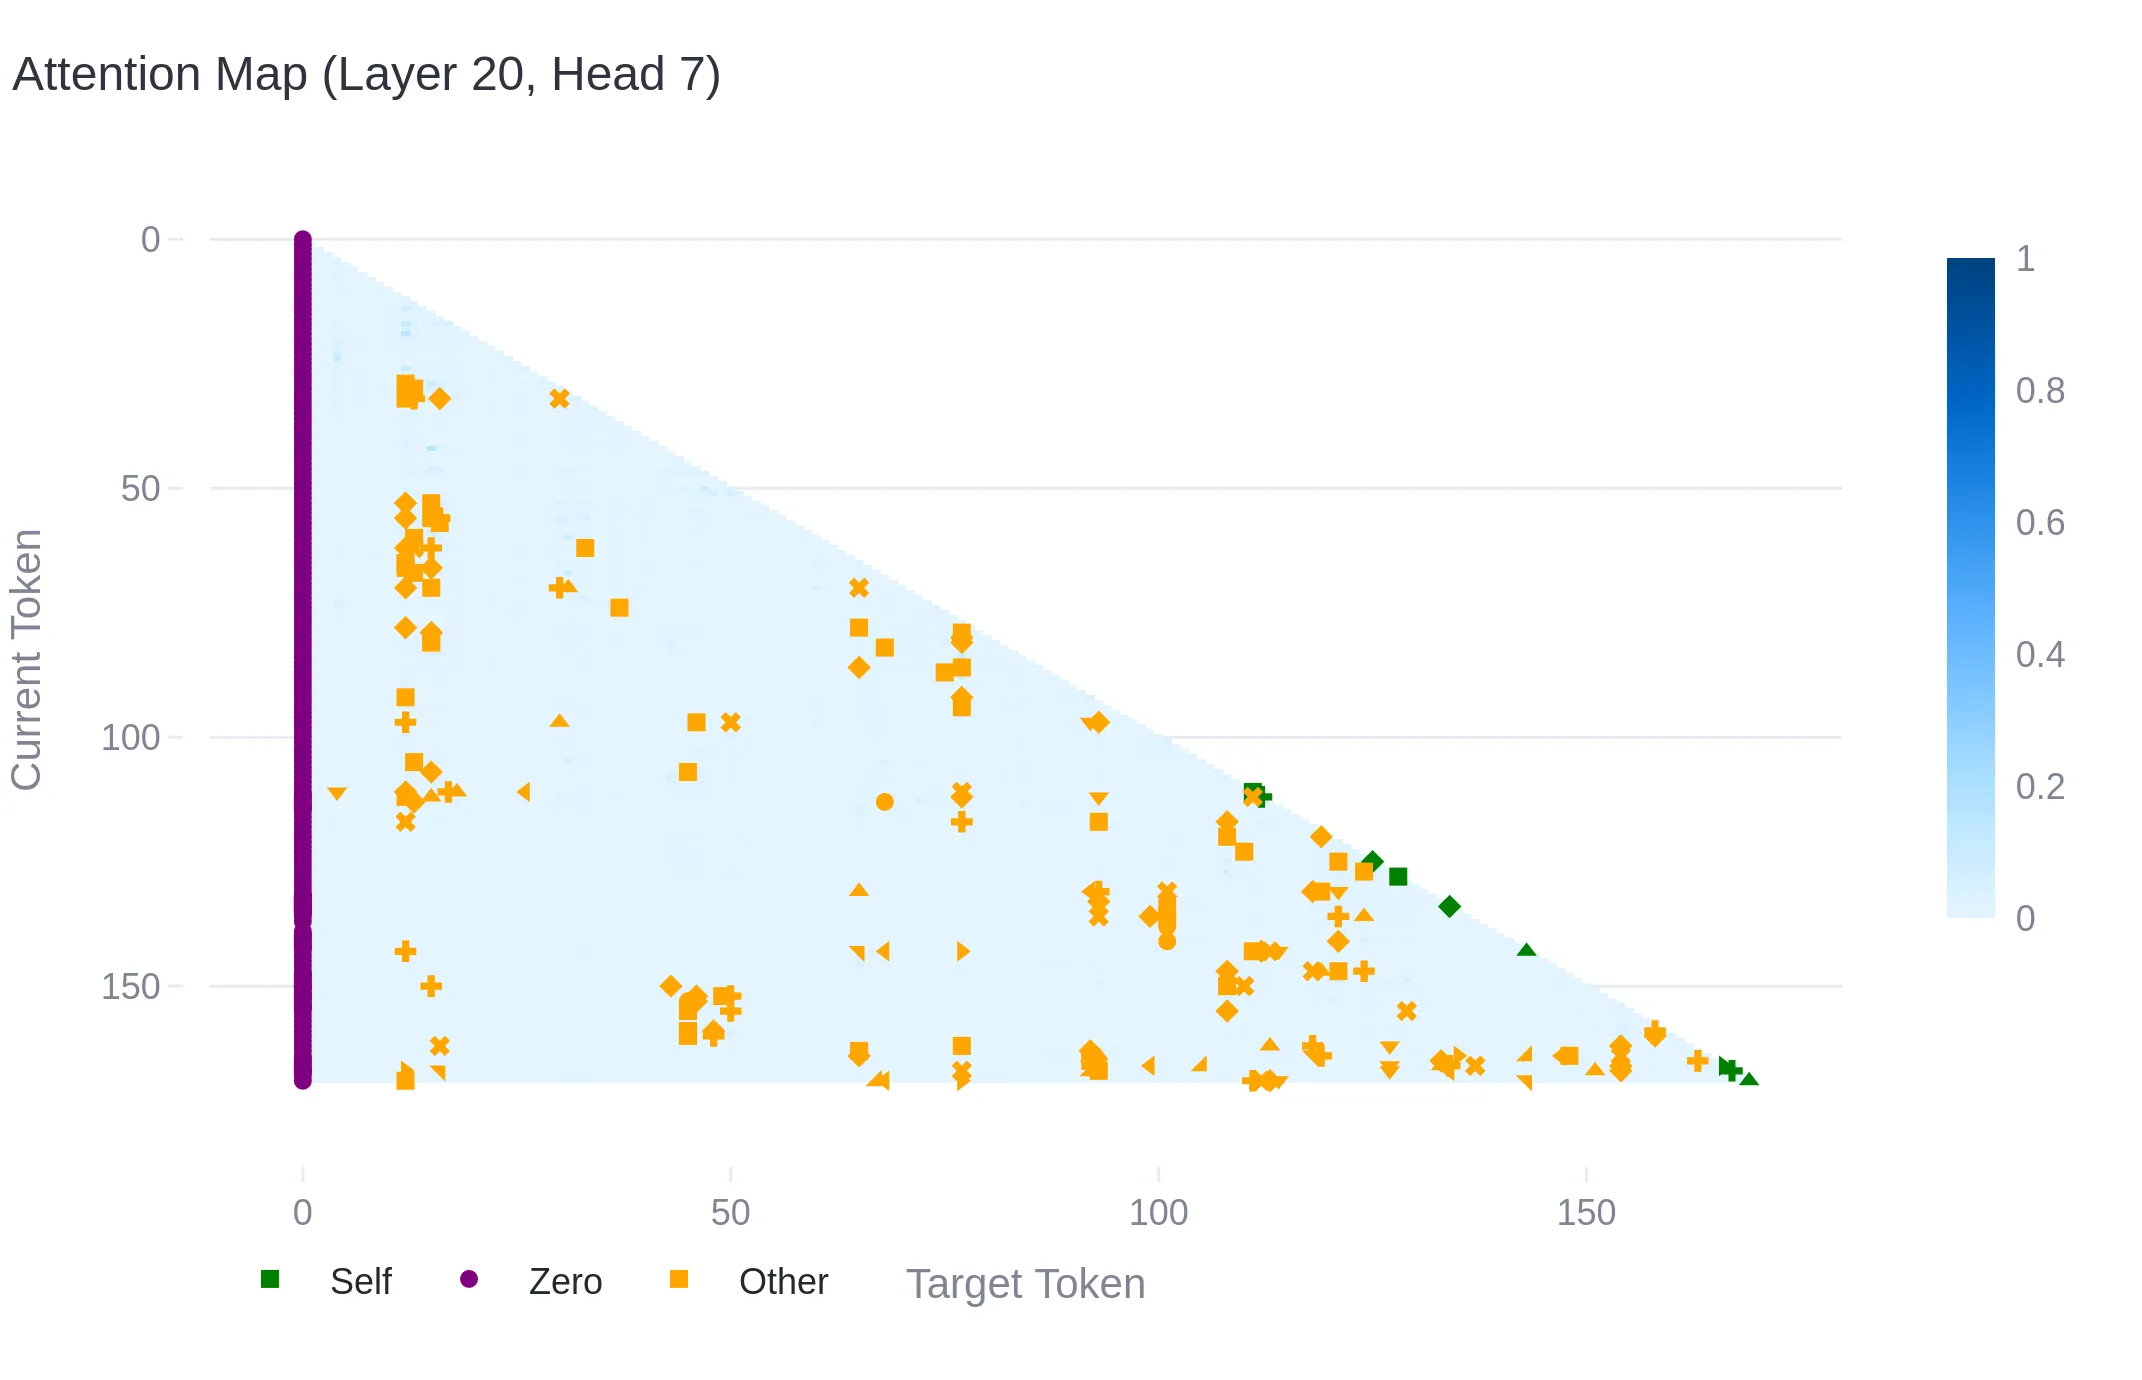 Attention Map (Layer 20, Head 7)
Current Token
0
50
100
150
0
50
100
150
1
0.8
0.6
0.4
0.2
0
Self
Zero
Other
Target Token